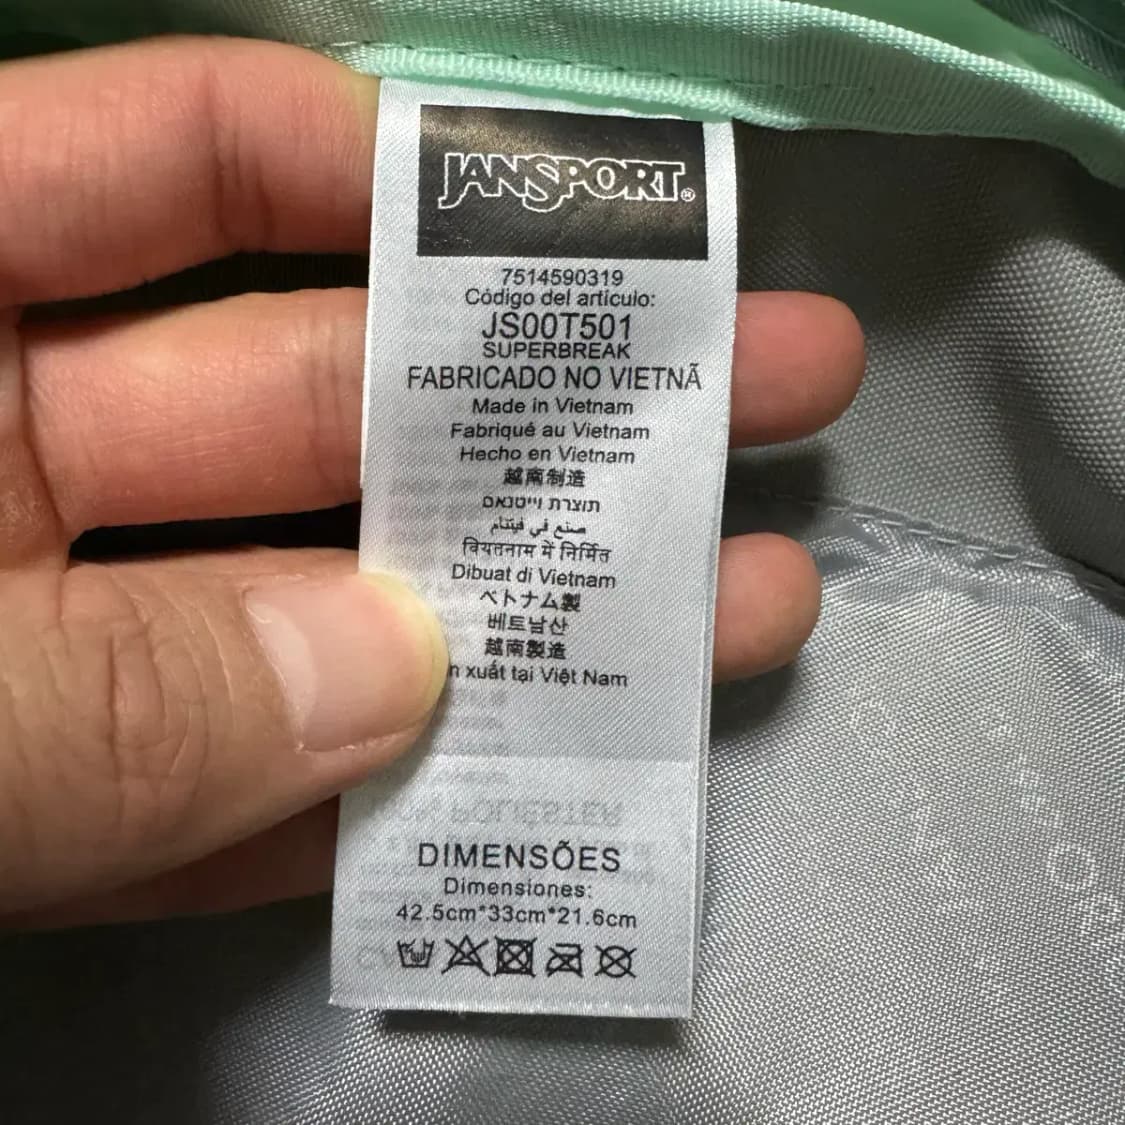 JANSPORT®
7514590319
Código del articulo:
JS00T501
SUPERBREAK
FABRICADO NO VIETNÃ
Made in Vietnam
Fabriqué au Vietnam
Hecho en Vietnam
越南制造
תוצרת וייטנאם
صنع في فيتنام
वियतनाम में निर्मित
Dibuat di Vietnam
ベトナム製
베트남산
越南製造
xuất tại Việt Nam
POLIÉSTER
DIMENSÕES
Dimensiones:
42.5cm*33cm*21.6cm